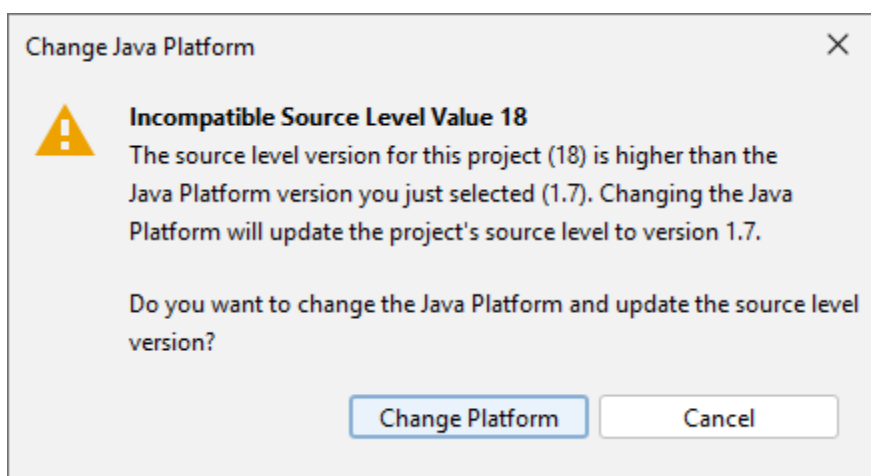 Change Java Platform
Incompatible Source Level Value 18
The source level version for this project (18) is higher than the
Java Platform version you just selected (1.7). Changing the Java
Platform will update the project's source level to version 1.7.
Do you want to change the Java Platform and update the source level
version?
Change Platform
Cancel